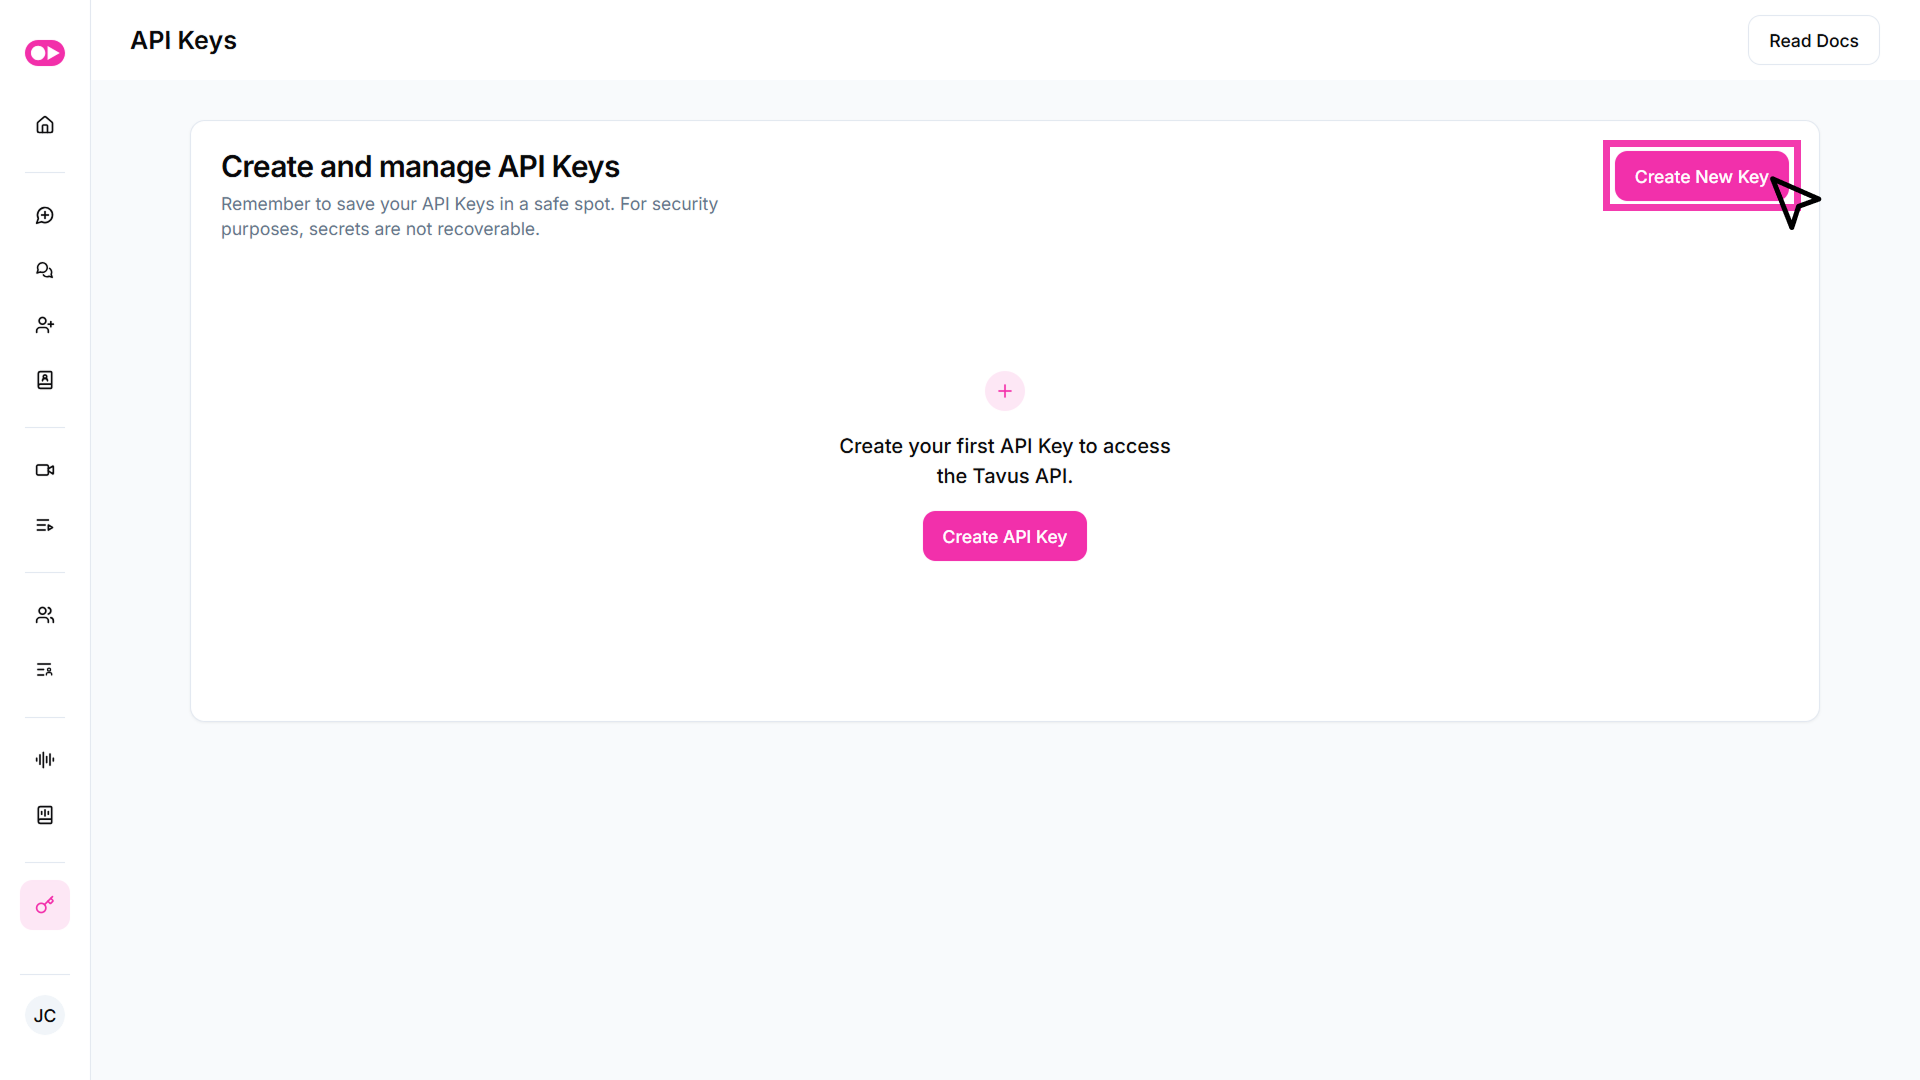 API Keys
Read Docs
Create and manage API Keys
Remember to save your API Keys in a safe spot. For security
purposes, secrets are not recoverable.
Create New Key
Create your first API Key to access
the Tavus API.
Create API Key
JC